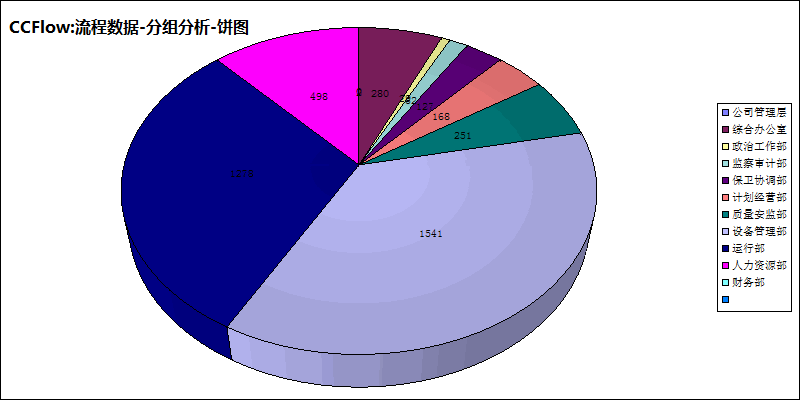 CCFlow:流程数据-分组分析-饼图
498
280
168
251
1541
公司管理层
综合办公室
政治工作部
监察审计部
保卫协调部
计划经营部
质量安监部
设备管理部
运行部
人力资源部
财务部